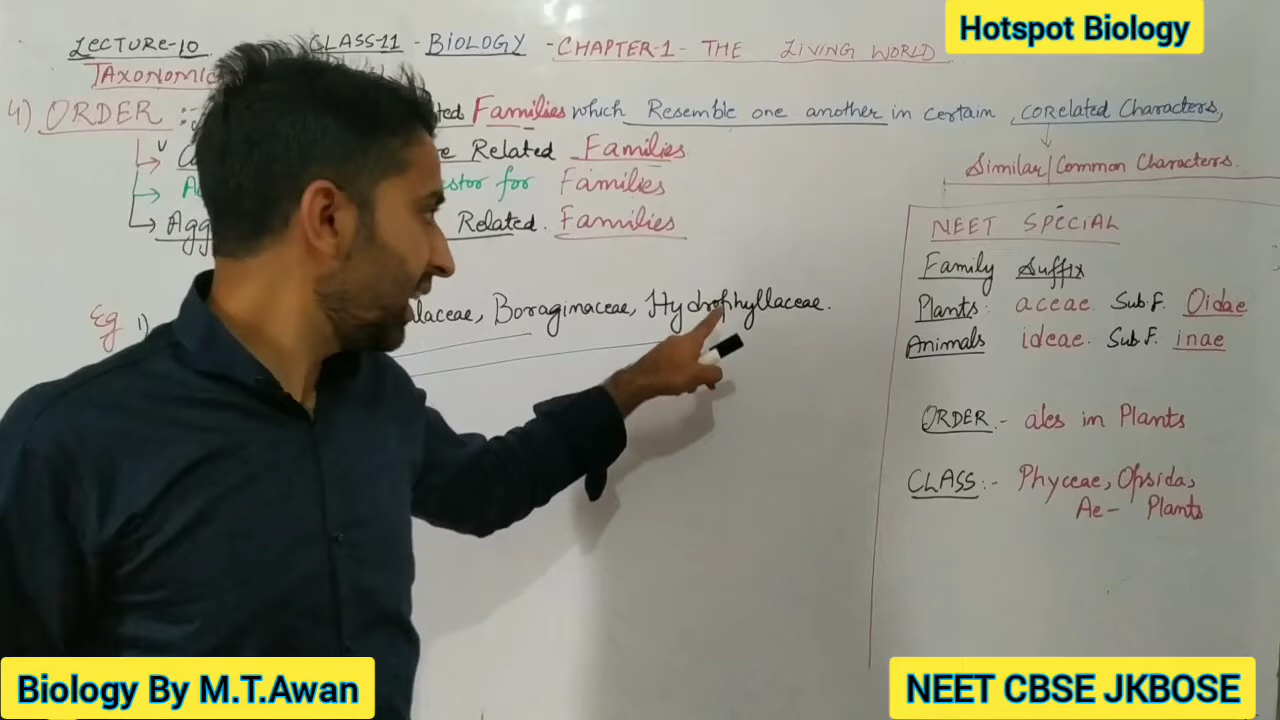 Hotspot Biology
LECTURE-10 CLASS-11 - BIOLOGY - CHAPTER-1 - THE LIVING WORLD
TAXONOMIC
4) ORDER :- Families which Resemble one another in certain corelated Characters,
Related Families
Similar/Common Characters.
for Families
Related. Families
NEET SPECIAL
Family Suffix
Eg 1) Boraginaceae, Hydrophyllaceae.
Plants: aceae. Sub.F. Oidae
Animals ideae. Sub F. inae
ORDER.- ales in Plants
CLASS:- Phyceae, Opsida,
Ae- Plants
Biology By M.T.Awan
NEET CBSE JKBOSE